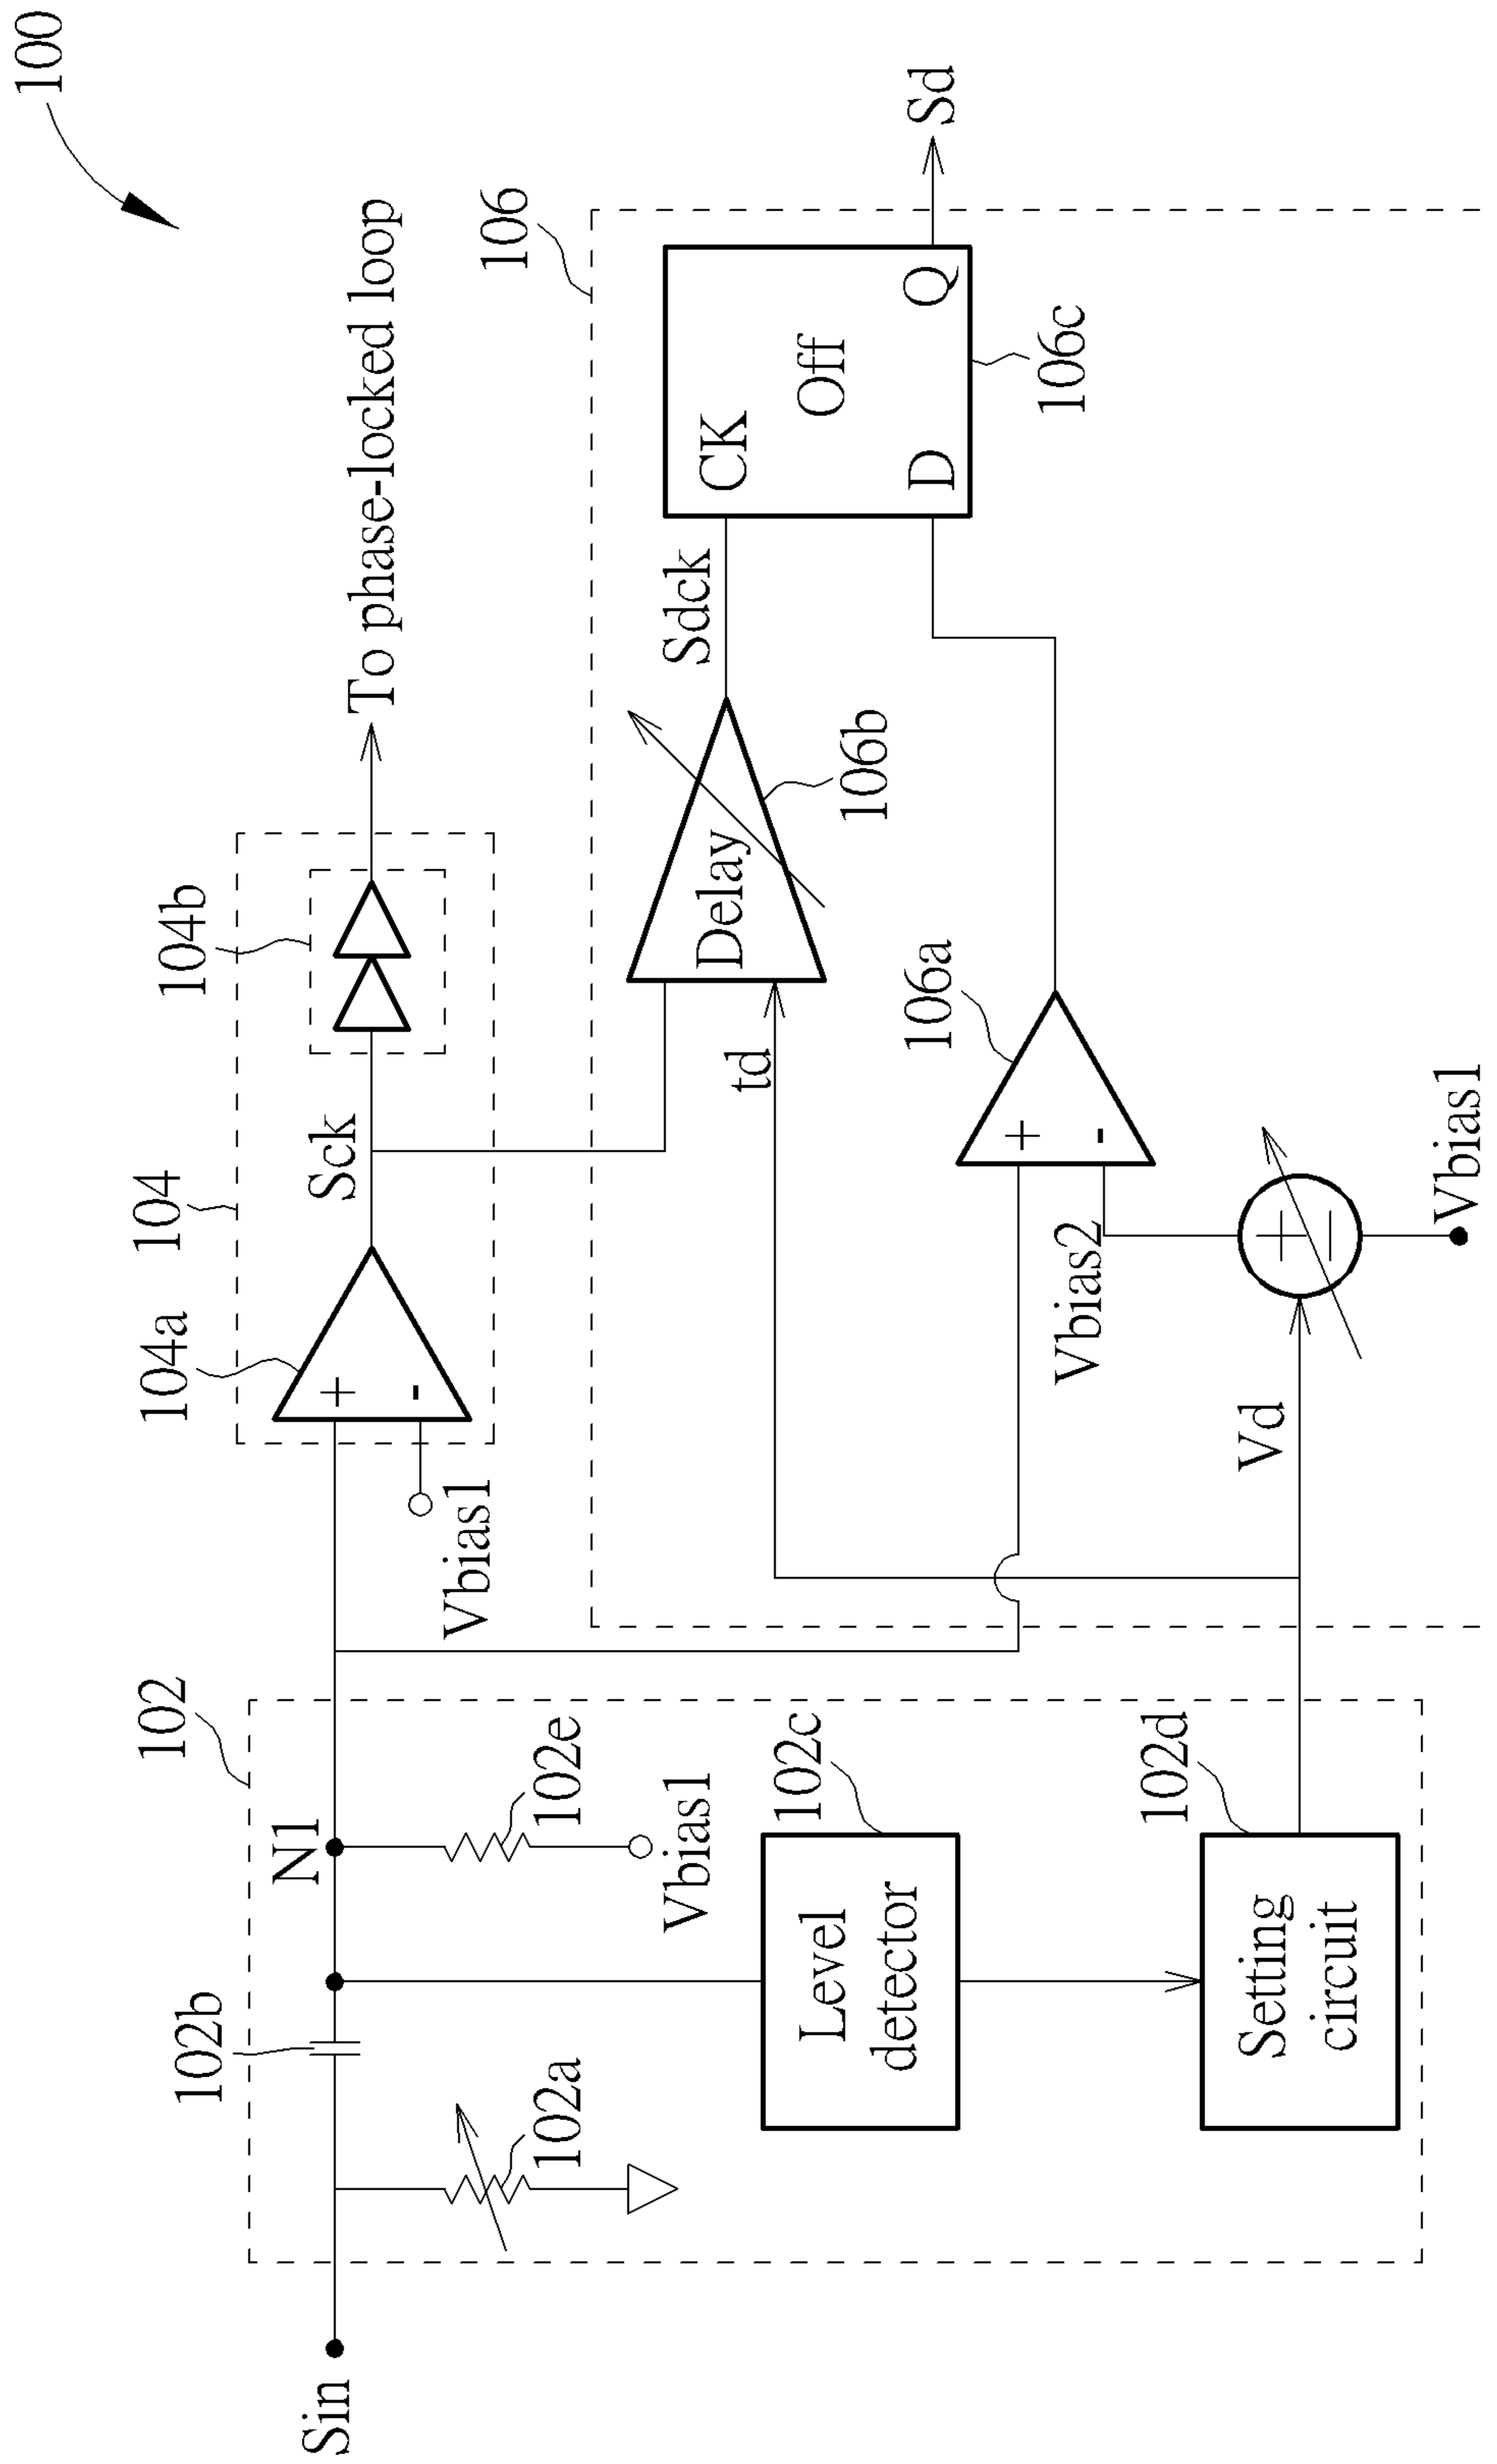 100
Sin
102
102b
102a
N1
102e
Vbias1
Level
detector
102c
Setting
circuit
102d
104
104a
+
-
Vbias1
Sck
104b
To phase-locked loop
106
td
Delay
106b
Sdck
Vd
Vbias2
Vbias1
+
-
106a
CK
Off
D
Q
106c
Sd